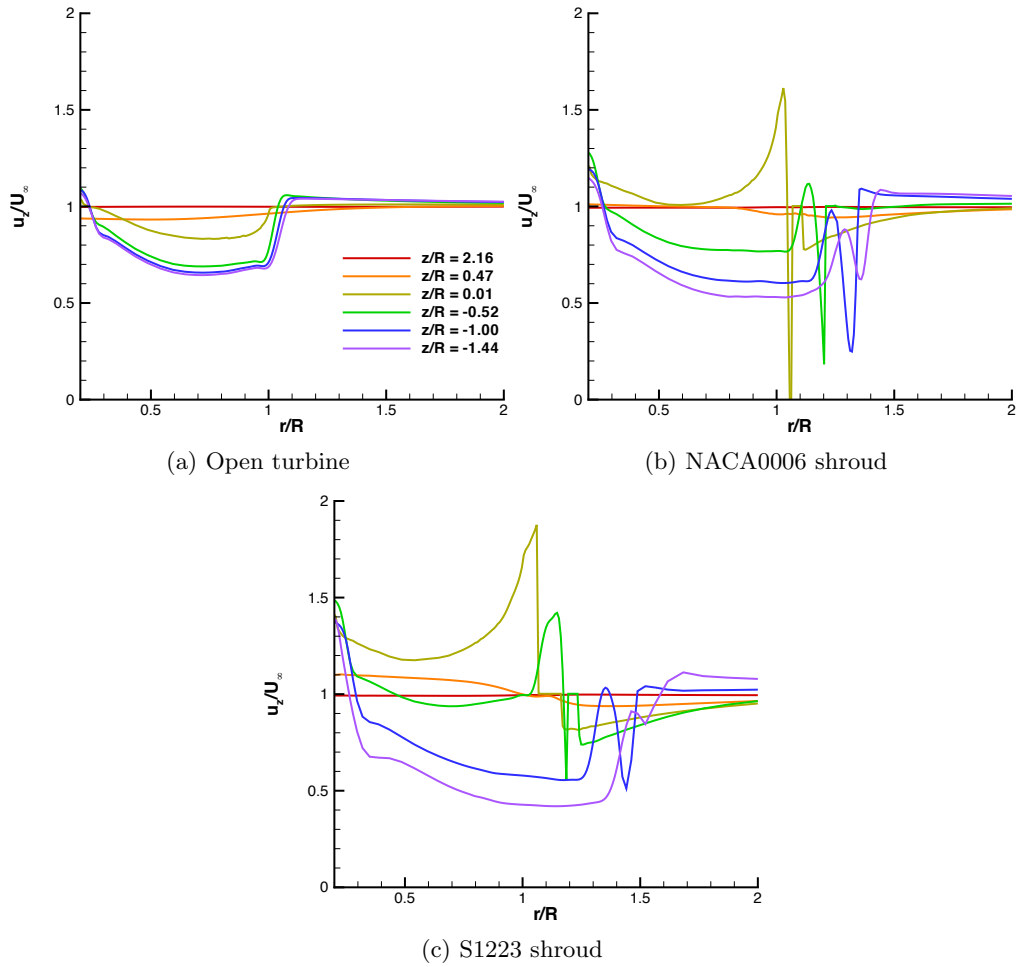 2
1.5
1
0.5
0
u_z/U_∞
0.5
1
1.5
2
r/R
z/R = 2.16
z/R = 0.47
z/R = 0.01
z/R = -0.52
z/R = -1.00
z/R = -1.44
(a) Open turbine
2
1.5
1
0.5
0
u_z/U_∞
0.5
1
1.5
2
r/R
(b) NACA0006 shroud
2
1.5
1
0.5
0
u_z/U_∞
0.5
1
1.5
2
r/R
(c) S1223 shroud